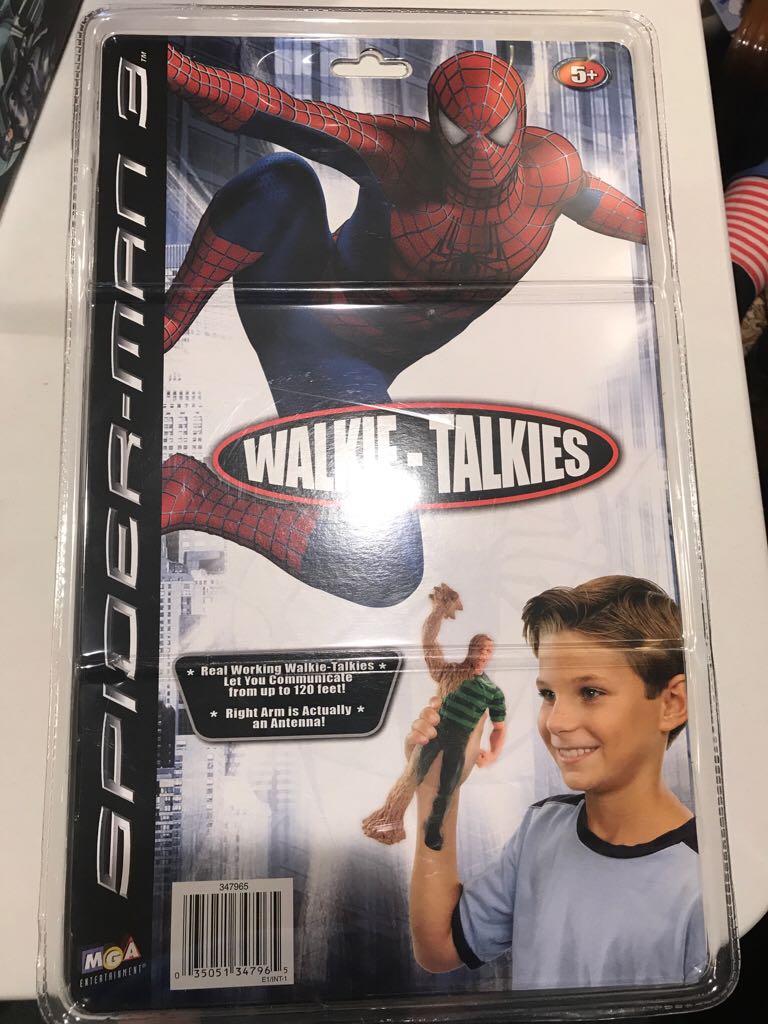 SPIDER-MAN 3™
5+
WALKIE-TALKIES
* Real Working Walkie-Talkies *
Let You Communicate
from up to 120 feet!
* Right Arm is Actually *
an Antenna!
347965
0 35051 34796 5
E1/INT-1
MGA
ENTERTAINMENT